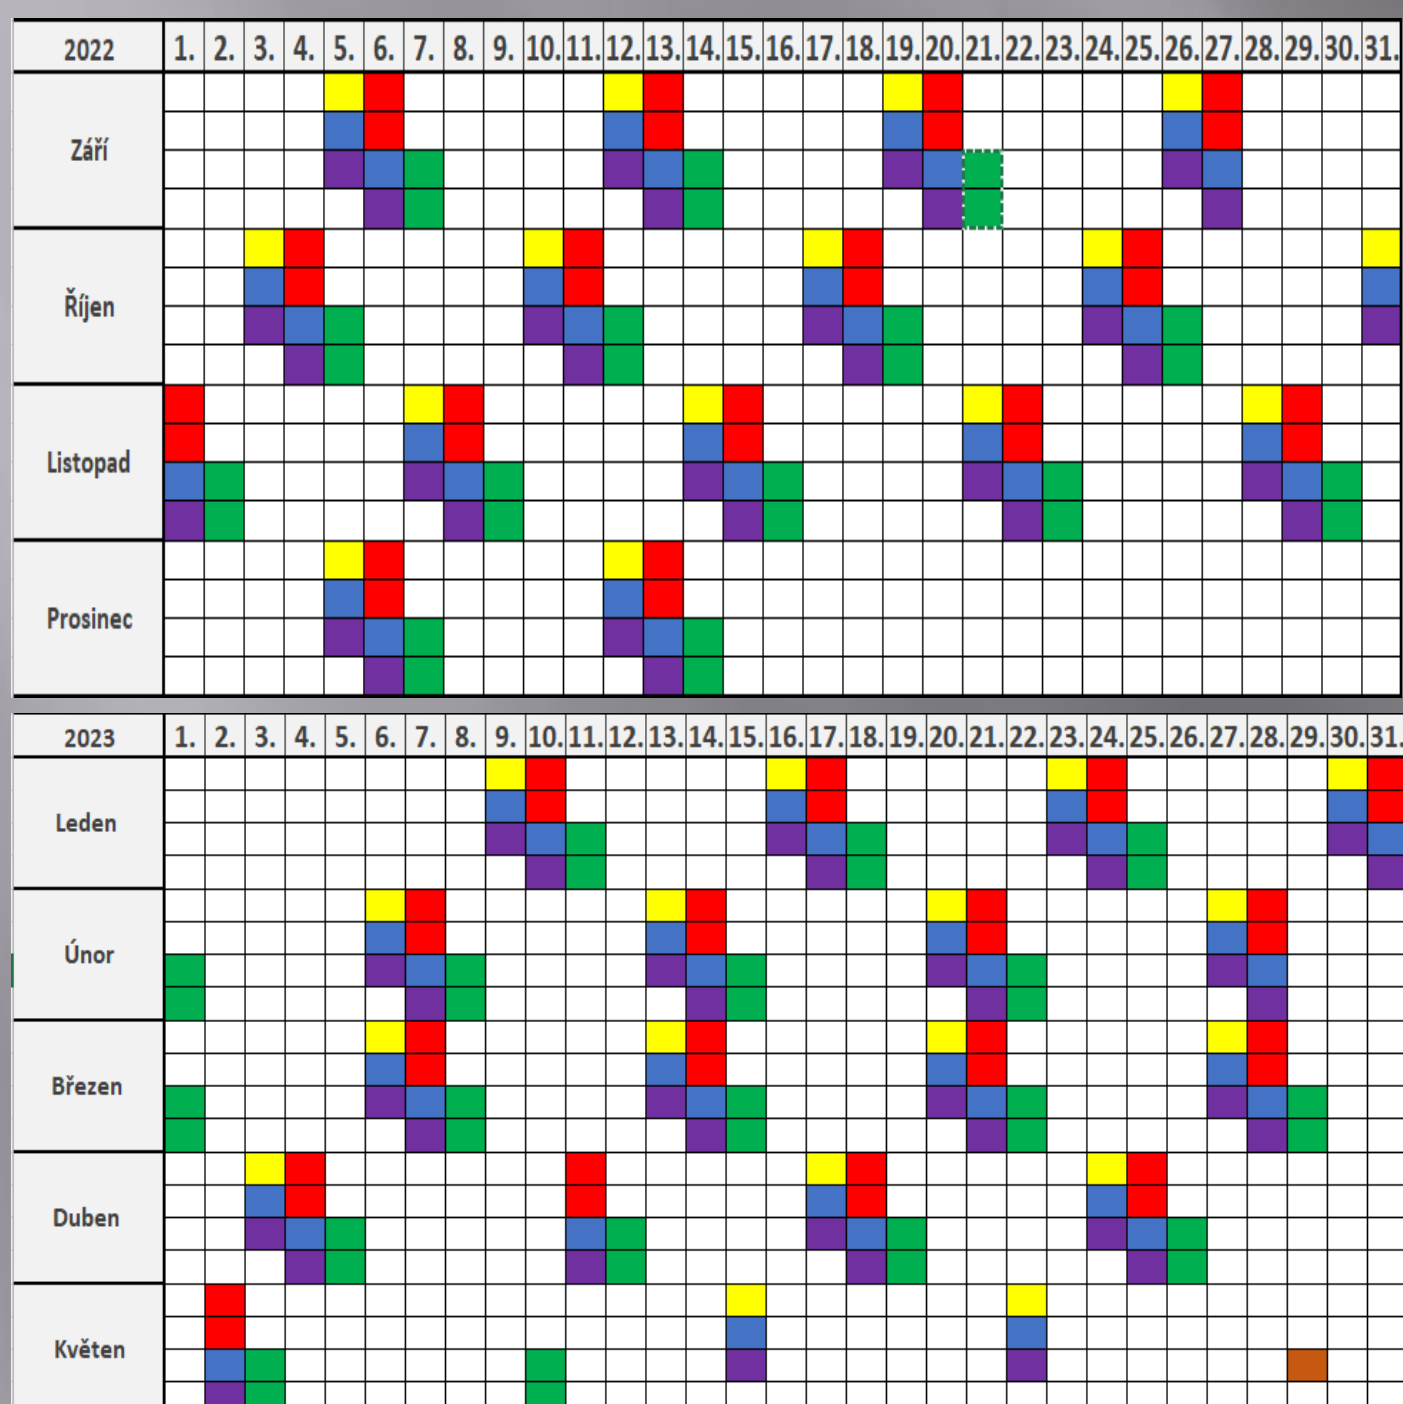 2022 1. 2. 3. 4. 5. 6. 7. 8. 9. 10. 11. 12. 13. 14. 15. 16. 17. 18. 19. 20. 21. 22. 23. 24. 25. 26. 27. 28. 29. 30. 31.
Září
Říjen
Listopad
Prosinec
2023 1. 2. 3. 4. 5. 6. 7. 8. 9. 10. 11. 12. 13. 14. 15. 16. 17. 18. 19. 20. 21. 22. 23. 24. 25. 26. 27. 28. 29. 30. 31.
Leden
Únor
Březen
Duben
Květen